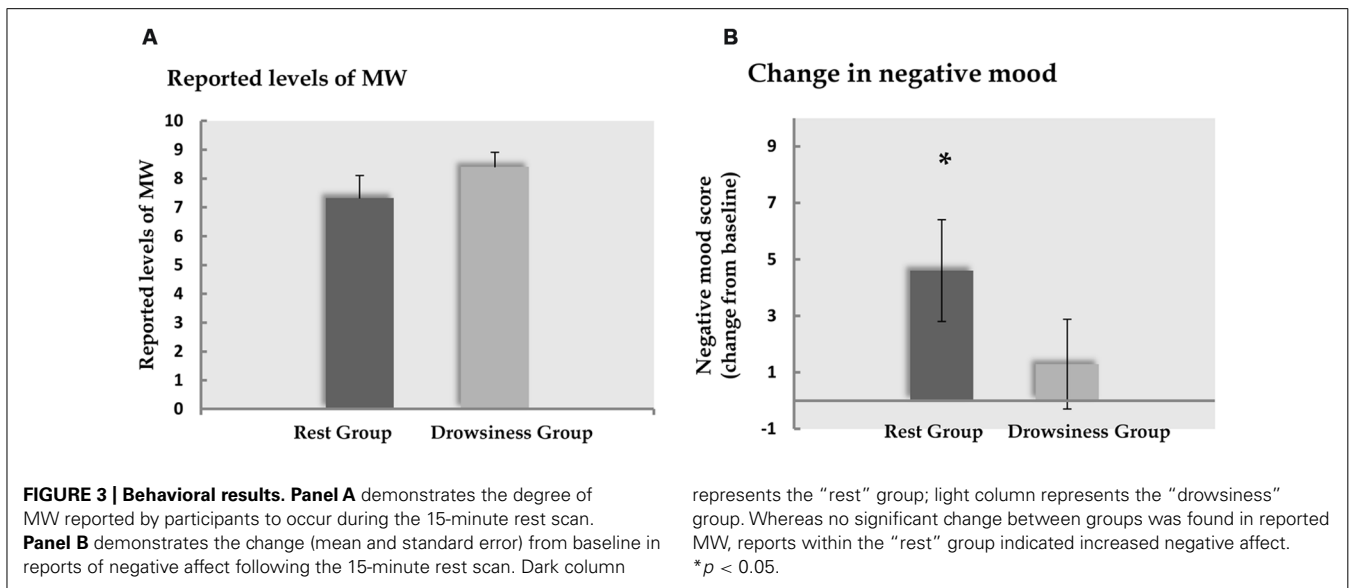 A
Reported levels of MW
Reported levels of MW
10
9
8
7
6
5
4
3
2
1
0
Rest Group Drowsiness Group
B
Change in negative mood
Negative mood score
(change from baseline)
9
7
5
3
1
-1
*
Rest Group Drowsiness Group
FIGURE 3 | Behavioral results. Panel A demonstrates the degree of
MW reported by participants to occur during the 15-minute rest scan.
Panel B demonstrates the change (mean and standard error) from baseline in
reports of negative affect following the 15-minute rest scan. Dark column
represents the “rest” group; light column represents the “drowsiness”
group. Whereas no significant change between groups was found in reported
MW, reports within the “rest” group indicated increased negative affect.
*p < 0.05.